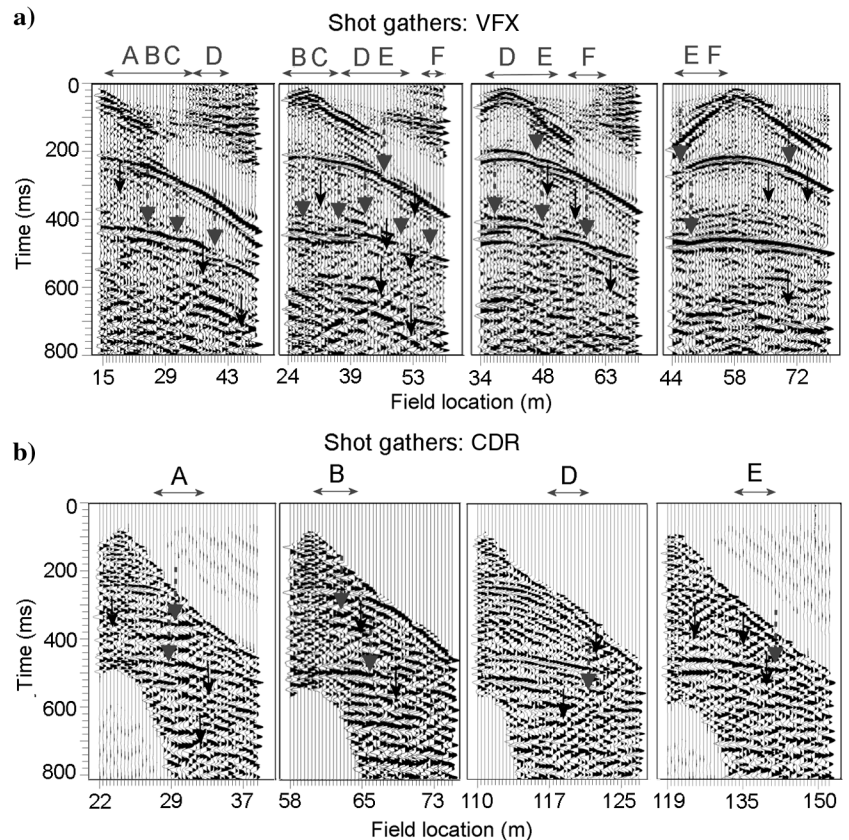 a)
Shot gathers: VFX
A B C D B C D E F D E F E F
0
200
400
600
800
Time (ms)
15 29 43 24 39 53 34 48 63 44 58 72
Field location (m)
b)
Shot gathers: CDR
A B D E
0
200
400
600
800
Time (ms)
22 29 37 58 65 73 110 117 125 119 135 150
Field location (m)